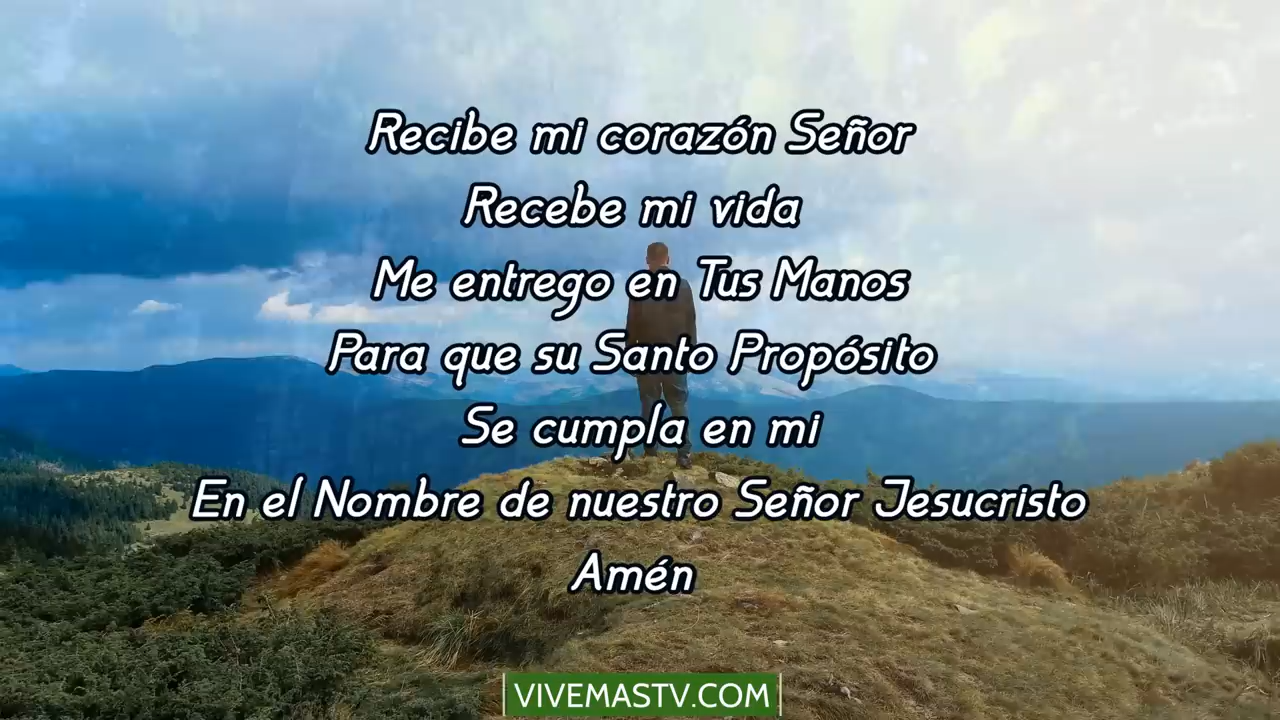 Recibe mi corazón Señor
Recebe mi vida
Me entrego en Tus Manos
Para que su Santo Propósito
Se cumpla en mi
En el Nombre de nuestro Señor Jesucristo
Amén
VIVEMASTV.COM